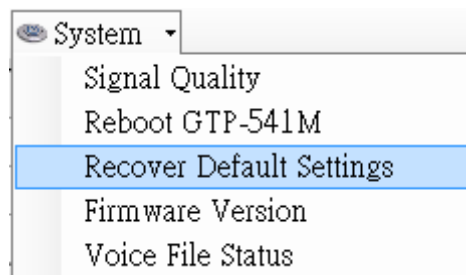 System
Signal Quality
Reboot GTP-541M
Recover Default Settings
Firmware Version
Voice File Status